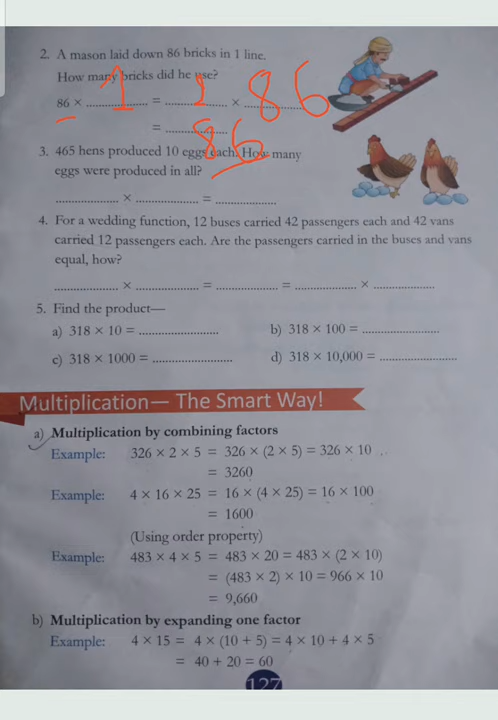 2. A mason laid down 86 bricks in 1 line.
How many bricks did he use?
86 × ........1........ = ........1........ × ........86........
= ........86........
3. 465 hens produced 10 eggs each. How many
eggs were produced in all?
.................... × .................... = ....................
4. For a wedding function, 12 buses carried 42 passengers each and 42 vans
carried 12 passengers each. Are the passengers carried in the buses and vans
equal, how?
.................... × .................... = .................... = .................... × ....................
5. Find the product—
a) 318 × 10 = ........................ b) 318 × 100 = ........................
c) 318 × 1000 = ........................ d) 318 × 10,000 = ........................
Multiplication— The Smart Way!
a) Multiplication by combining factors
Example: 326 × 2 × 5 = 326 × (2 × 5) = 326 × 10
= 3260
Example: 4 × 16 × 25 = 16 × (4 × 25) = 16 × 100
= 1600
(Using order property)
Example: 483 × 4 × 5 = 483 × 20 = 483 × (2 × 10)
= (483 × 2) × 10 = 966 × 10
= 9,660
b) Multiplication by expanding one factor
Example: 4 × 15 = 4 × (10 + 5) = 4 × 10 + 4 × 5
= 40 + 20 = 60
127